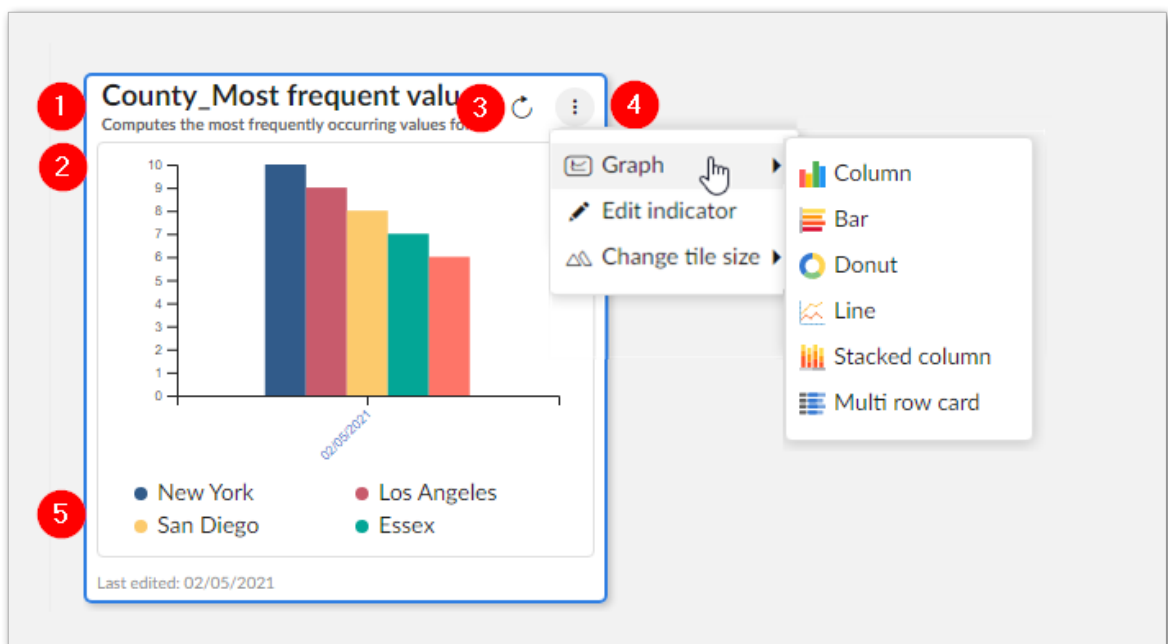 1
County_Most frequent valu
3
4
Computes the most frequently occurring values fo
2
10
9
8
7
6
5
4
3
2
1
0
02/05/2021
Graph
Edit indicator
Change tile size
Column
Bar
Donut
Line
Stacked column
Multi row card
5
New York
Los Angeles
San Diego
Essex
Last edited: 02/05/2021